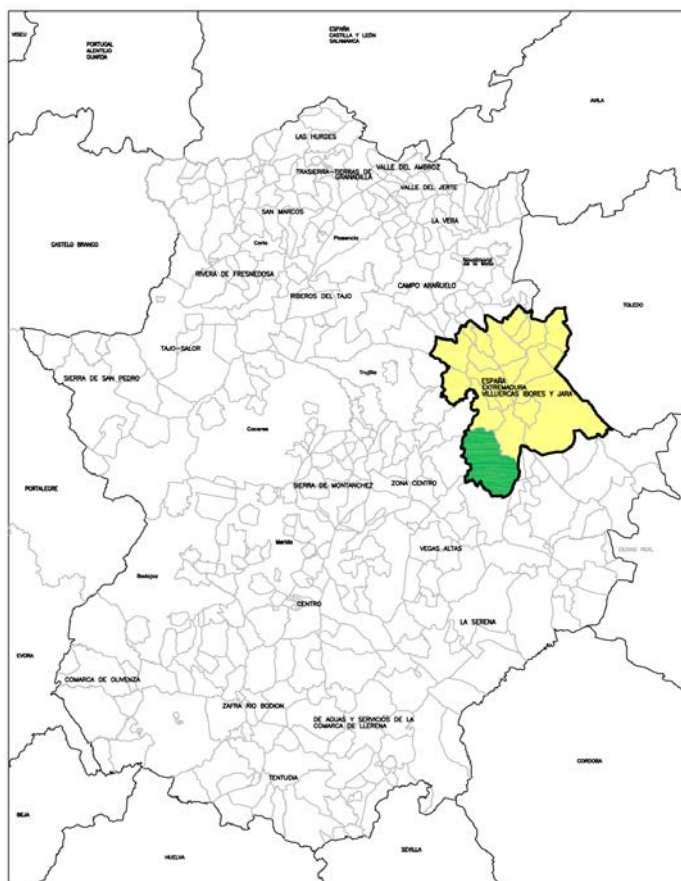 VISEU
PORTUGAL
ALENTEJO
GUARDA
ESPAÑA
CASTILLA Y LEÓN
SALAMANCA
AVILA
LAS HURDES
TRASIERRA-TIERRAS DE
GRANADILLA
VALLE DEL AMBROZ
VALLE DEL JERTE
SAN MARCOS
LA VERA
CASTELO BRANCO
Coria
Plasencia
Navalmoral
de la Mata
RIVERA DE FRESNEDOSA
CAMPO ARAÑUELO
RIBEROS DEL TAJO
TOLEDO
TAJO-SALOR
SIERRA DE SAN PEDRO
Trujillo
ESPAÑA
EXTREMADURA
VILLUERCAS IBORES Y JARA
Caceres
PORTALEGRE
SIERRA DE MONTANCHEZ
ZONA CENTRO
Merida
VEGAS ALTAS
CIUDAD REAL
Badajoz
CENTRO
LA SERENA
EVORA
COMARCA DE OLIVENZA
ZAFRA RIO BODION
DE AGUAS Y SERVICIOS DE LA
COMARCA DE LLERENA
CORDOBA
TENTUDIA
BEJA
SEVILLA
HUELVA